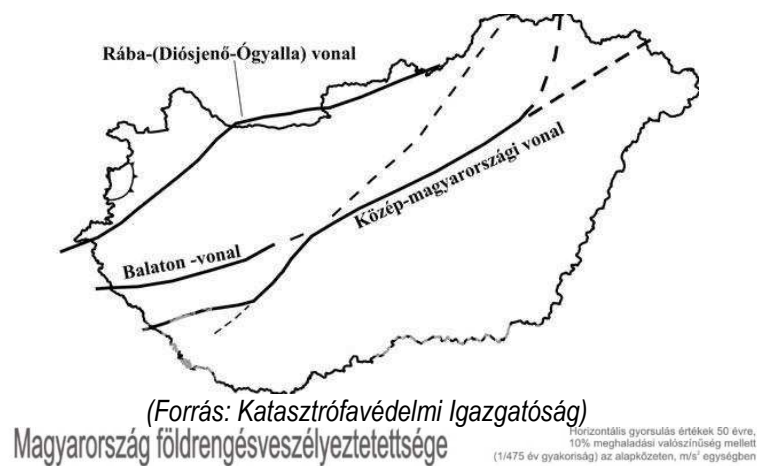 Rába-(Diósjenő-Ógyalla) vonal
Közép-magyarországi vonal
Balaton -vonal
(Forrás: Katasztrófavédelmi Igazgatóság)
Magyarország földrengésveszélyeztetettsége
Horizontális gyorsulás értékek 50 évre,
10% meghaladási valószínűség mellett
(1/475 év gyakoriság) az alapkőzeten, m/s² egységben